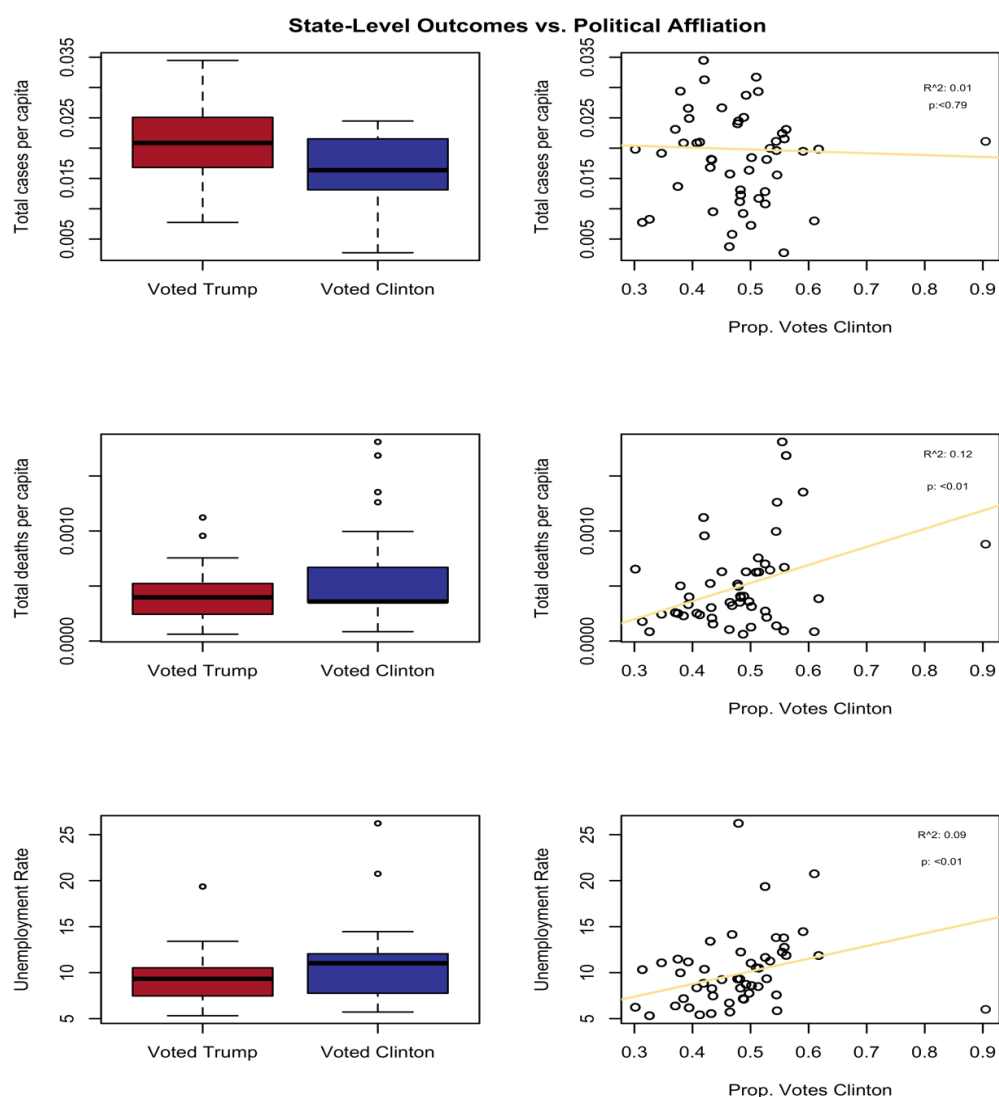 State-Level Outcomes vs. Political Affliation
Total cases per capita
0.005 0.015 0.025 0.035
Voted Trump Voted Clinton
Total cases per capita
0.005 0.015 0.025 0.035
R^2: 0.01
p:<0.79
0.3 0.4 0.5 0.6 0.7 0.8 0.9
Prop. Votes Clinton
Total deaths per capita
0.0000 0.0010
Voted Trump Voted Clinton
Total deaths per capita
0.0000 0.0010
R^2: 0.12
p: <0.01
0.3 0.4 0.5 0.6 0.7 0.8 0.9
Prop. Votes Clinton
Unemployment Rate
5 10 15 20 25
Voted Trump Voted Clinton
Unemployment Rate
5 10 15 20 25
R^2: 0.09
p: <0.01
0.3 0.4 0.5 0.6 0.7 0.8 0.9
Prop. Votes Clinton